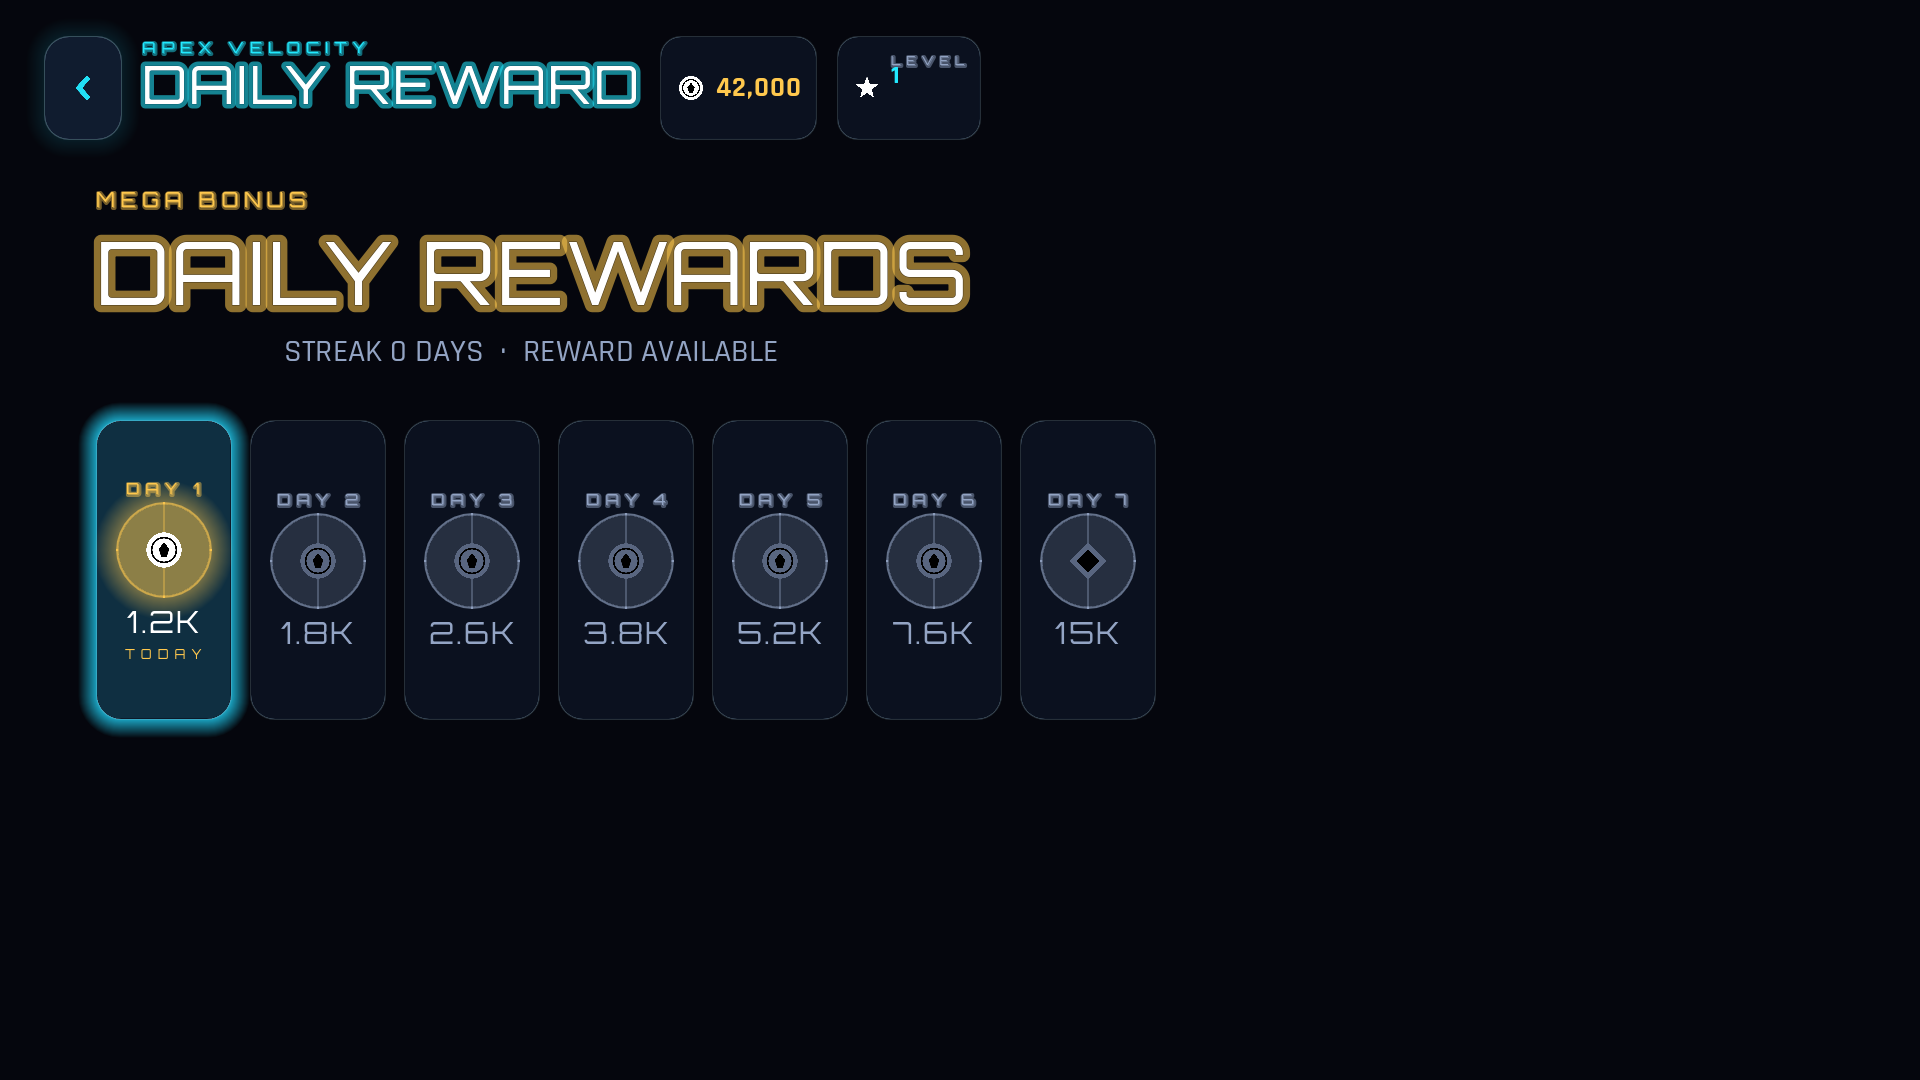 APEX VELOCITY
DAILY REWARD
42,000
LEVEL
1
MEGA BONUS
DAILY REWARDS
STREAK 0 DAYS · REWARD AVAILABLE
DAY 1
1.2K
TODAY
DAY 2
1.8K
DAY 3
2.6K
DAY 4
3.8K
DAY 5
5.2K
DAY 6
7.6K
DAY 7
15K